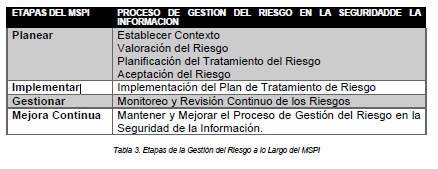 ETAPAS DEL MSPI
PROCESO DE GESTION DEL RIESGO EN LA SEGURIDADDE LA
INFORMACION
Planear
Establecer Contexto
Valoración del Riesgo
Planificación del Tratamiento del Riesgo
Aceptación del Riesgo
Implementar
Implementación del Plan de Tratamiento de Riesgo
Gestionar
Monitoreo y Revisión Continuo de los Riesgos
Mejora Continua
Mantener y Mejorar el Proceso de Gestión del Riesgo en la
Seguridad de la Información.
Tabla 3. Etapas de la Gestión del Riesgo a lo Largo del MSPI